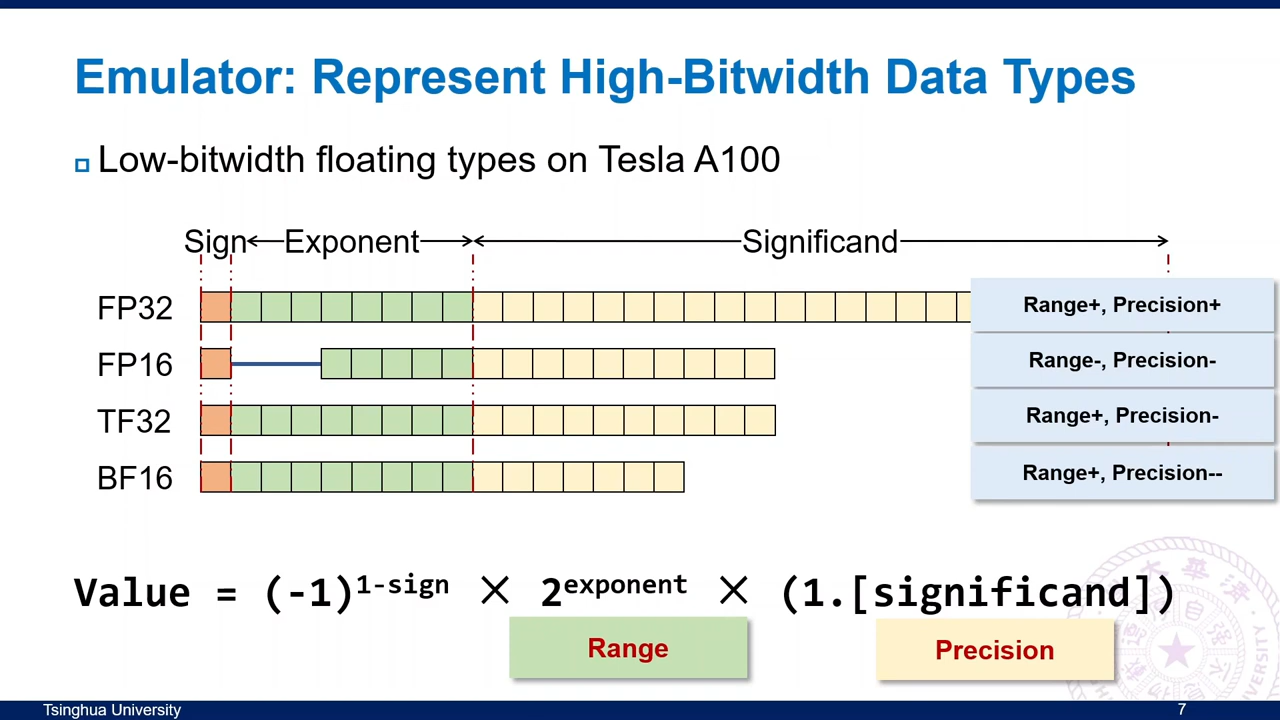 Emulator: Represent High-Bitwidth Data Types
Low-bitwidth floating types on Tesla A100
Sign Exponent Significand
FP32 Range+, Precision+
FP16 Range-, Precision-
TF32 Range+, Precision-
BF16 Range+, Precision--
Value = (-1)^1-sign × 2^exponent × (1.[significand])
Range Precision
Tsinghua University 7